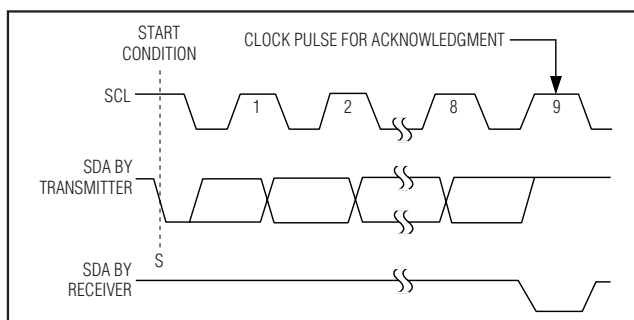 START
CONDITION
CLOCK PULSE FOR ACKNOWLEDGMENT
SCL
1
2
8
9
SDA BY
TRANSMITTER
S
SDA BY
RECEIVER